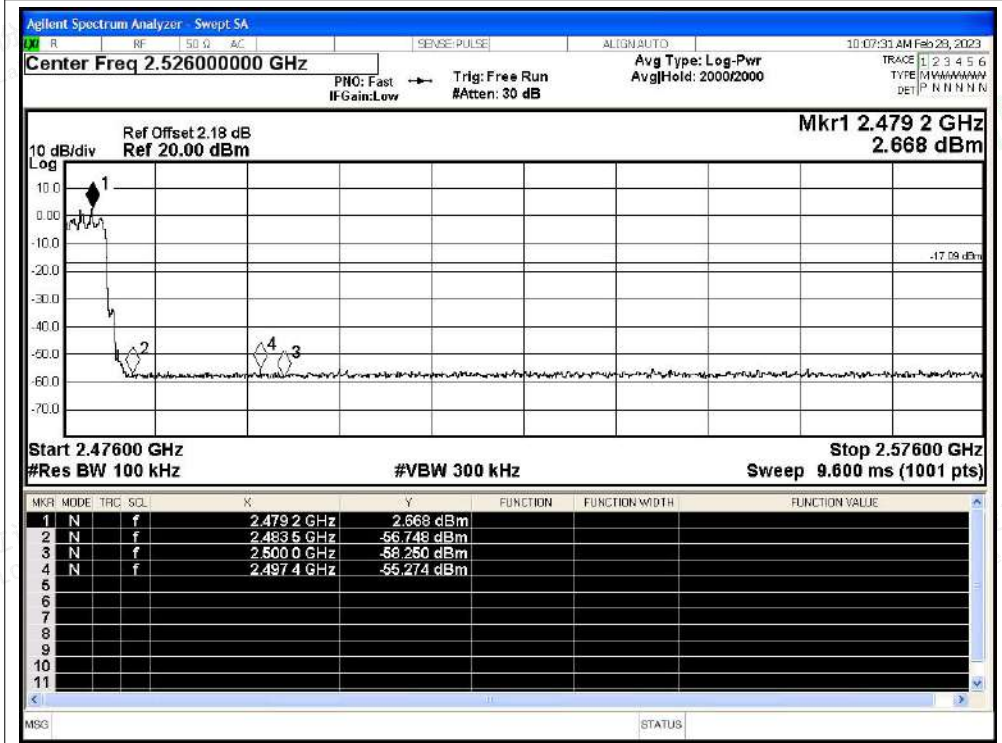 Agilent Spectrum Analyzer - Swept SA
LXI R RF 50 Ω AC SENSE:PULSE ALIGN AUTO 10:07:31 AM Feb 28, 2023
Center Freq 2.526000000 GHz
PNO: Fast
IFGain:Low
Trig: Free Run
#Atten: 30 dB
Avg Type: Log-Pwr
Avg|Hold: 2000/2000
TRACE 1 2 3 4 5 6
TYPE M W W W W W
DET P N N N N N
Mkr1 2.479 2 GHz
2.668 dBm
Ref Offset 2.18 dB
10 dB/div Ref 20.00 dBm
Log
10.0
0.00
-10.0
-20.0
-30.0
-40.0
-50.0
-60.0
-70.0
1
2
4
3
-17.09 dBm
Start 2.47600 GHz Stop 2.57600 GHz
#Res BW 100 kHz #VBW 300 kHz Sweep 9.600 ms (1001 pts)
MKR MODE TRC SCL X Y FUNCTION FUNCTION WIDTH FUNCTION VALUE
1 N f 2.479 2 GHz 2.668 dBm
2 N f 2.483 5 GHz -56.748 dBm
3 N f 2.500 0 GHz -58.250 dBm
4 N f 2.497 4 GHz -55.274 dBm
5
6
7
8
9
10
11
MSG STATUS